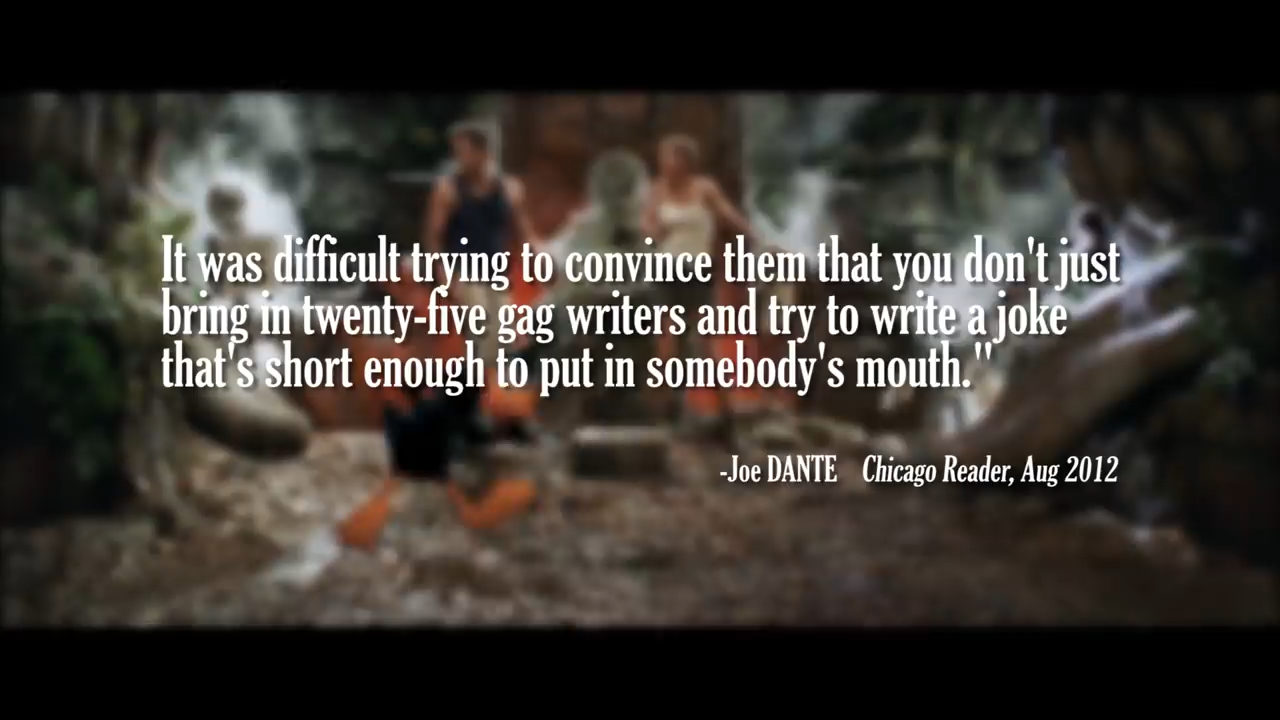 It was difficult trying to convince them that you don't just
bring in twenty-five gag writers and try to write a joke
that's short enough to put in somebody's mouth."
-Joe DANTE Chicago Reader, Aug 2012